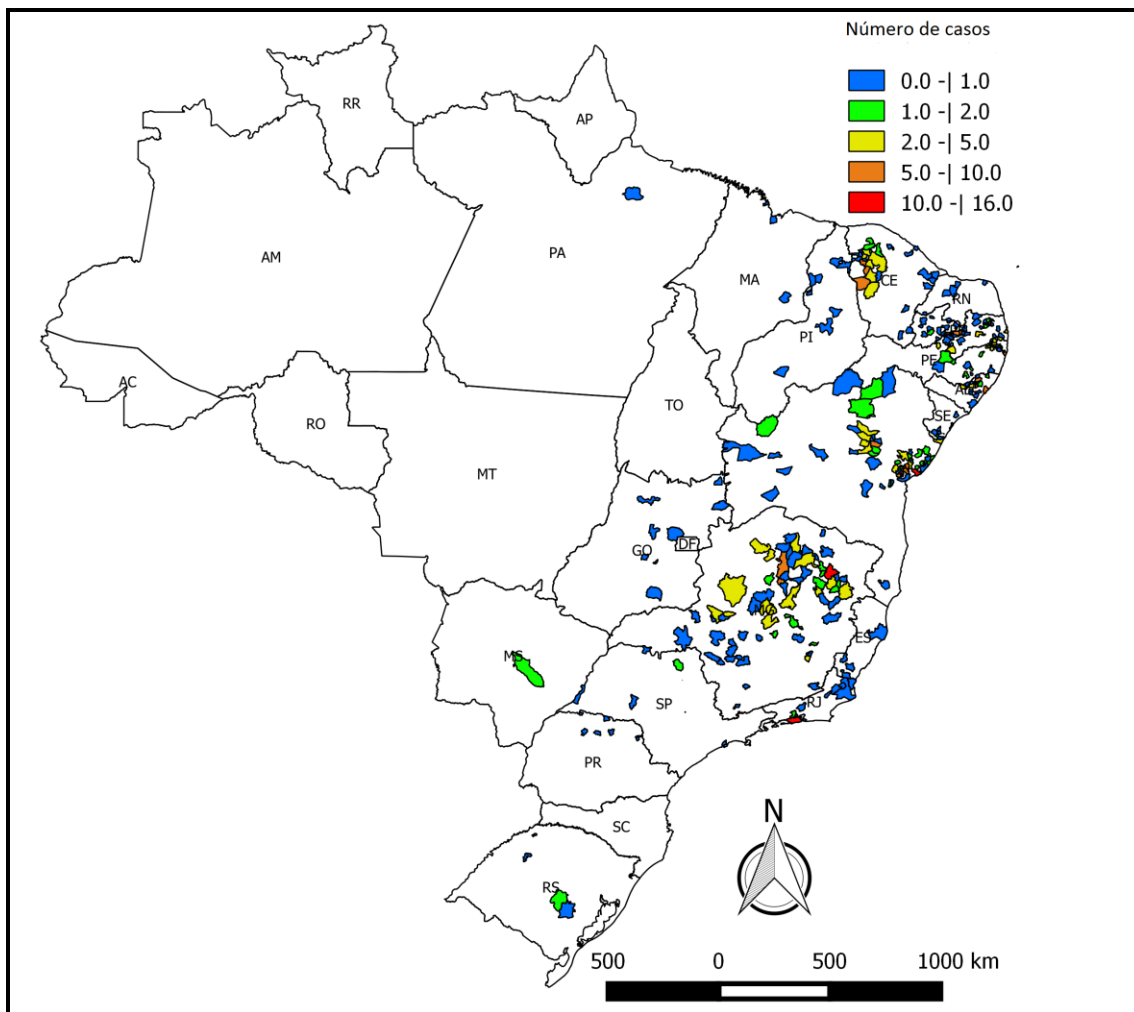 Número de casos
0.0 -| 1.0
1.0 -| 2.0
2.0 -| 5.0
5.0 -| 10.0
10.0 -| 16.0
RR
AP
AM
PA
MA
CE
RN
PI
PE
AL
SE
AC
RO
TO
MT
GO
DF
MG
ES
MS
SP
RJ
PR
SC
RS
N
500 0 500 1000 km